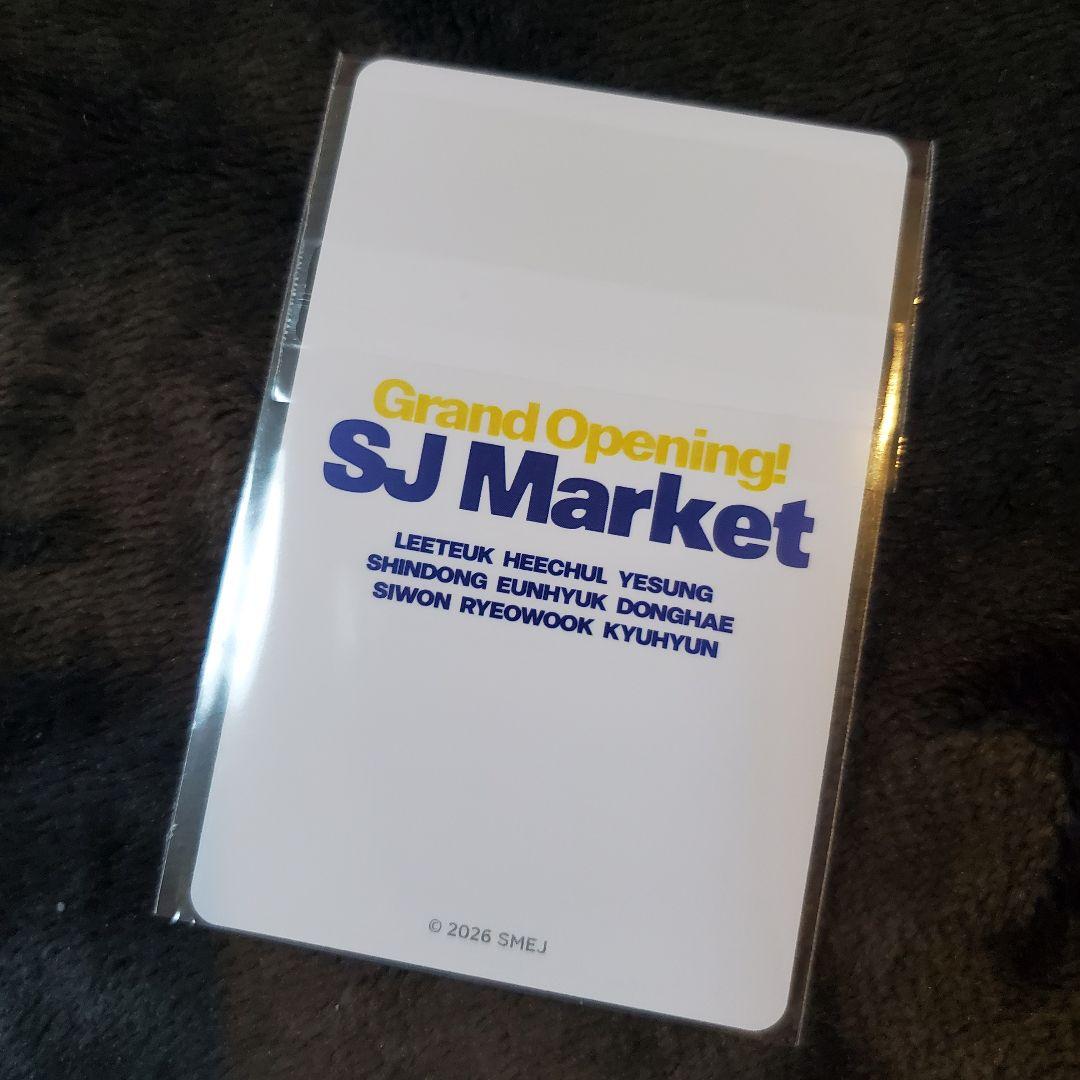 Grand Opening!
SJ Market
LEETEUK HEECHUL YESUNG
SHINDONG EUNHYUK DONGHAE
SIWON RYEOWOOK KYUHYUN
© 2026 SMEJ